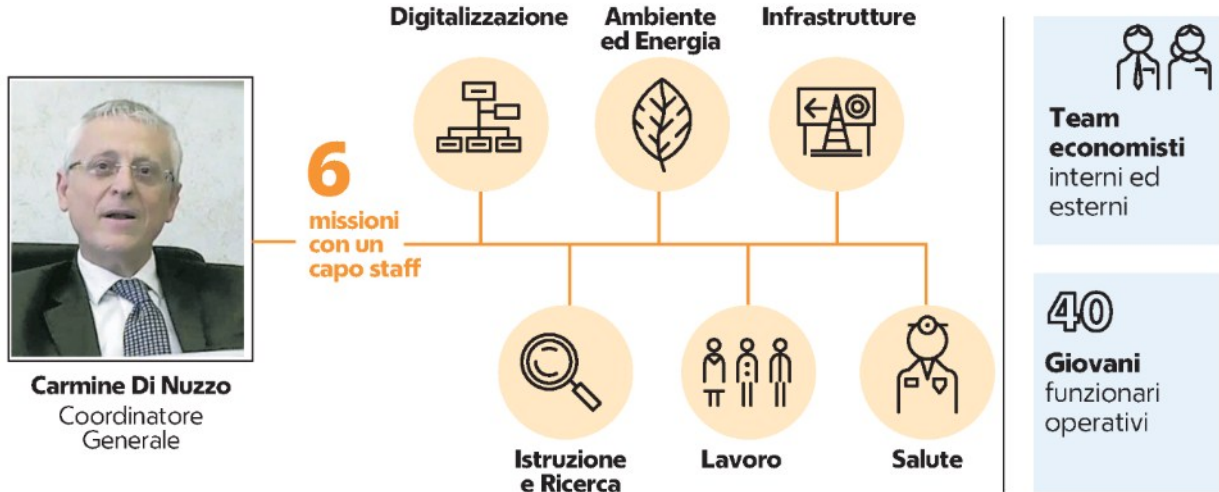 Digitalizzazione
Ambiente
ed Energia
Infrastrutture
6
missioni
con un
capo staff
Carmine Di Nuzzo
Coordinatore
Generale
Istruzione
e Ricerca
Lavoro
Salute
Team
economisti
interni ed
esterni
40
Giovani
funzionari
operativi